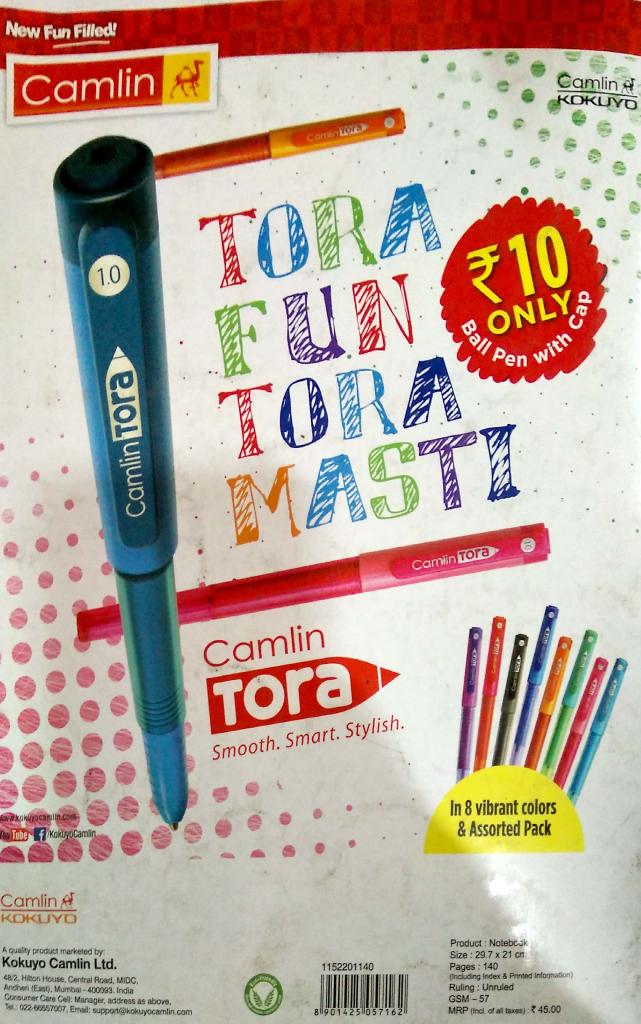 New Fun Filled!
Camlin
Camlin
KOKUYO
Camlin Tora
1.0
Camlin Tora
TORA
FUN
TORA
MASTI
₹10
ONLY
Ball Pen with Cap
Camlin Tora
Camlin
Tora
Smooth. Smart. Stylish.
In 8 vibrant colors
& Assorted Pack
www.kokuyocamlin.com
YouTube f/KokuyoCamlin
Camlin
KOKUYO
A quality product marketed by:
Kokuyo Camlin Ltd.
48/2, Hilton House, Central Road, MIDC,
Andheri (East), Mumbai - 400093. India
Consumer Care Cell: Manager, address as above,
Tel.: 022-66557007, Email: support@kokuyocamlin.com
1152201140
8 901425 057162
Product : Notebook
Size : 29.7 x 21 cm
Pages : 140
(Including Index & Printed Information)
Ruling : Unruled
GSM – 57
MRP (Incl. of all taxes) : ₹ 45.00